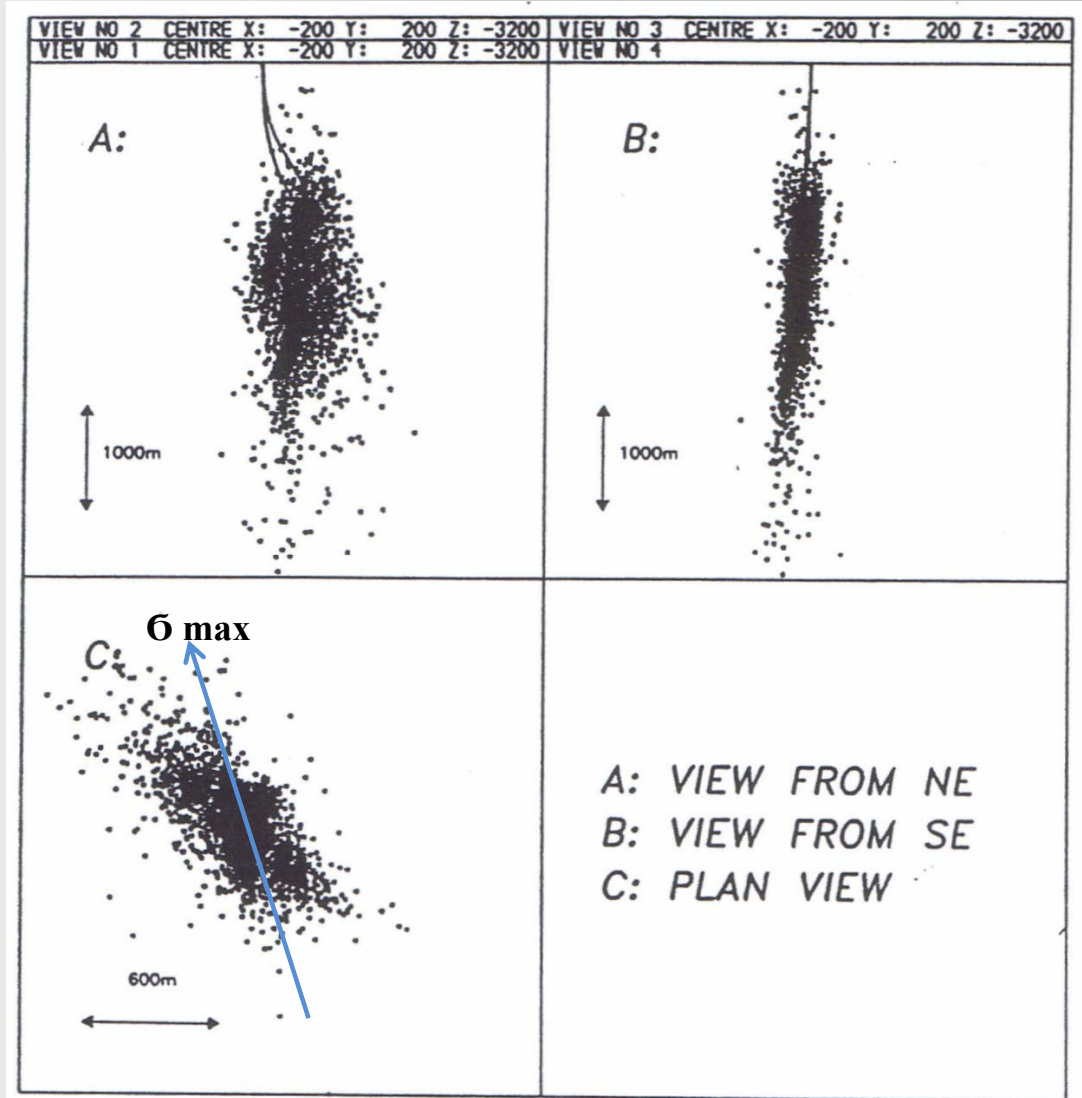 VIEW NO 2 CENTRE X: -200 Y: 200 Z: -3200
VIEW NO 3 CENTRE X: -200 Y: 200 Z: -3200
VIEW NO 1 CENTRE X: -200 Y: 200 Z: -3200
VIEW NO 4
A:
B:
1000m
1000m
б max
C:
600m
A: VIEW FROM NE
B: VIEW FROM SE
C: PLAN VIEW